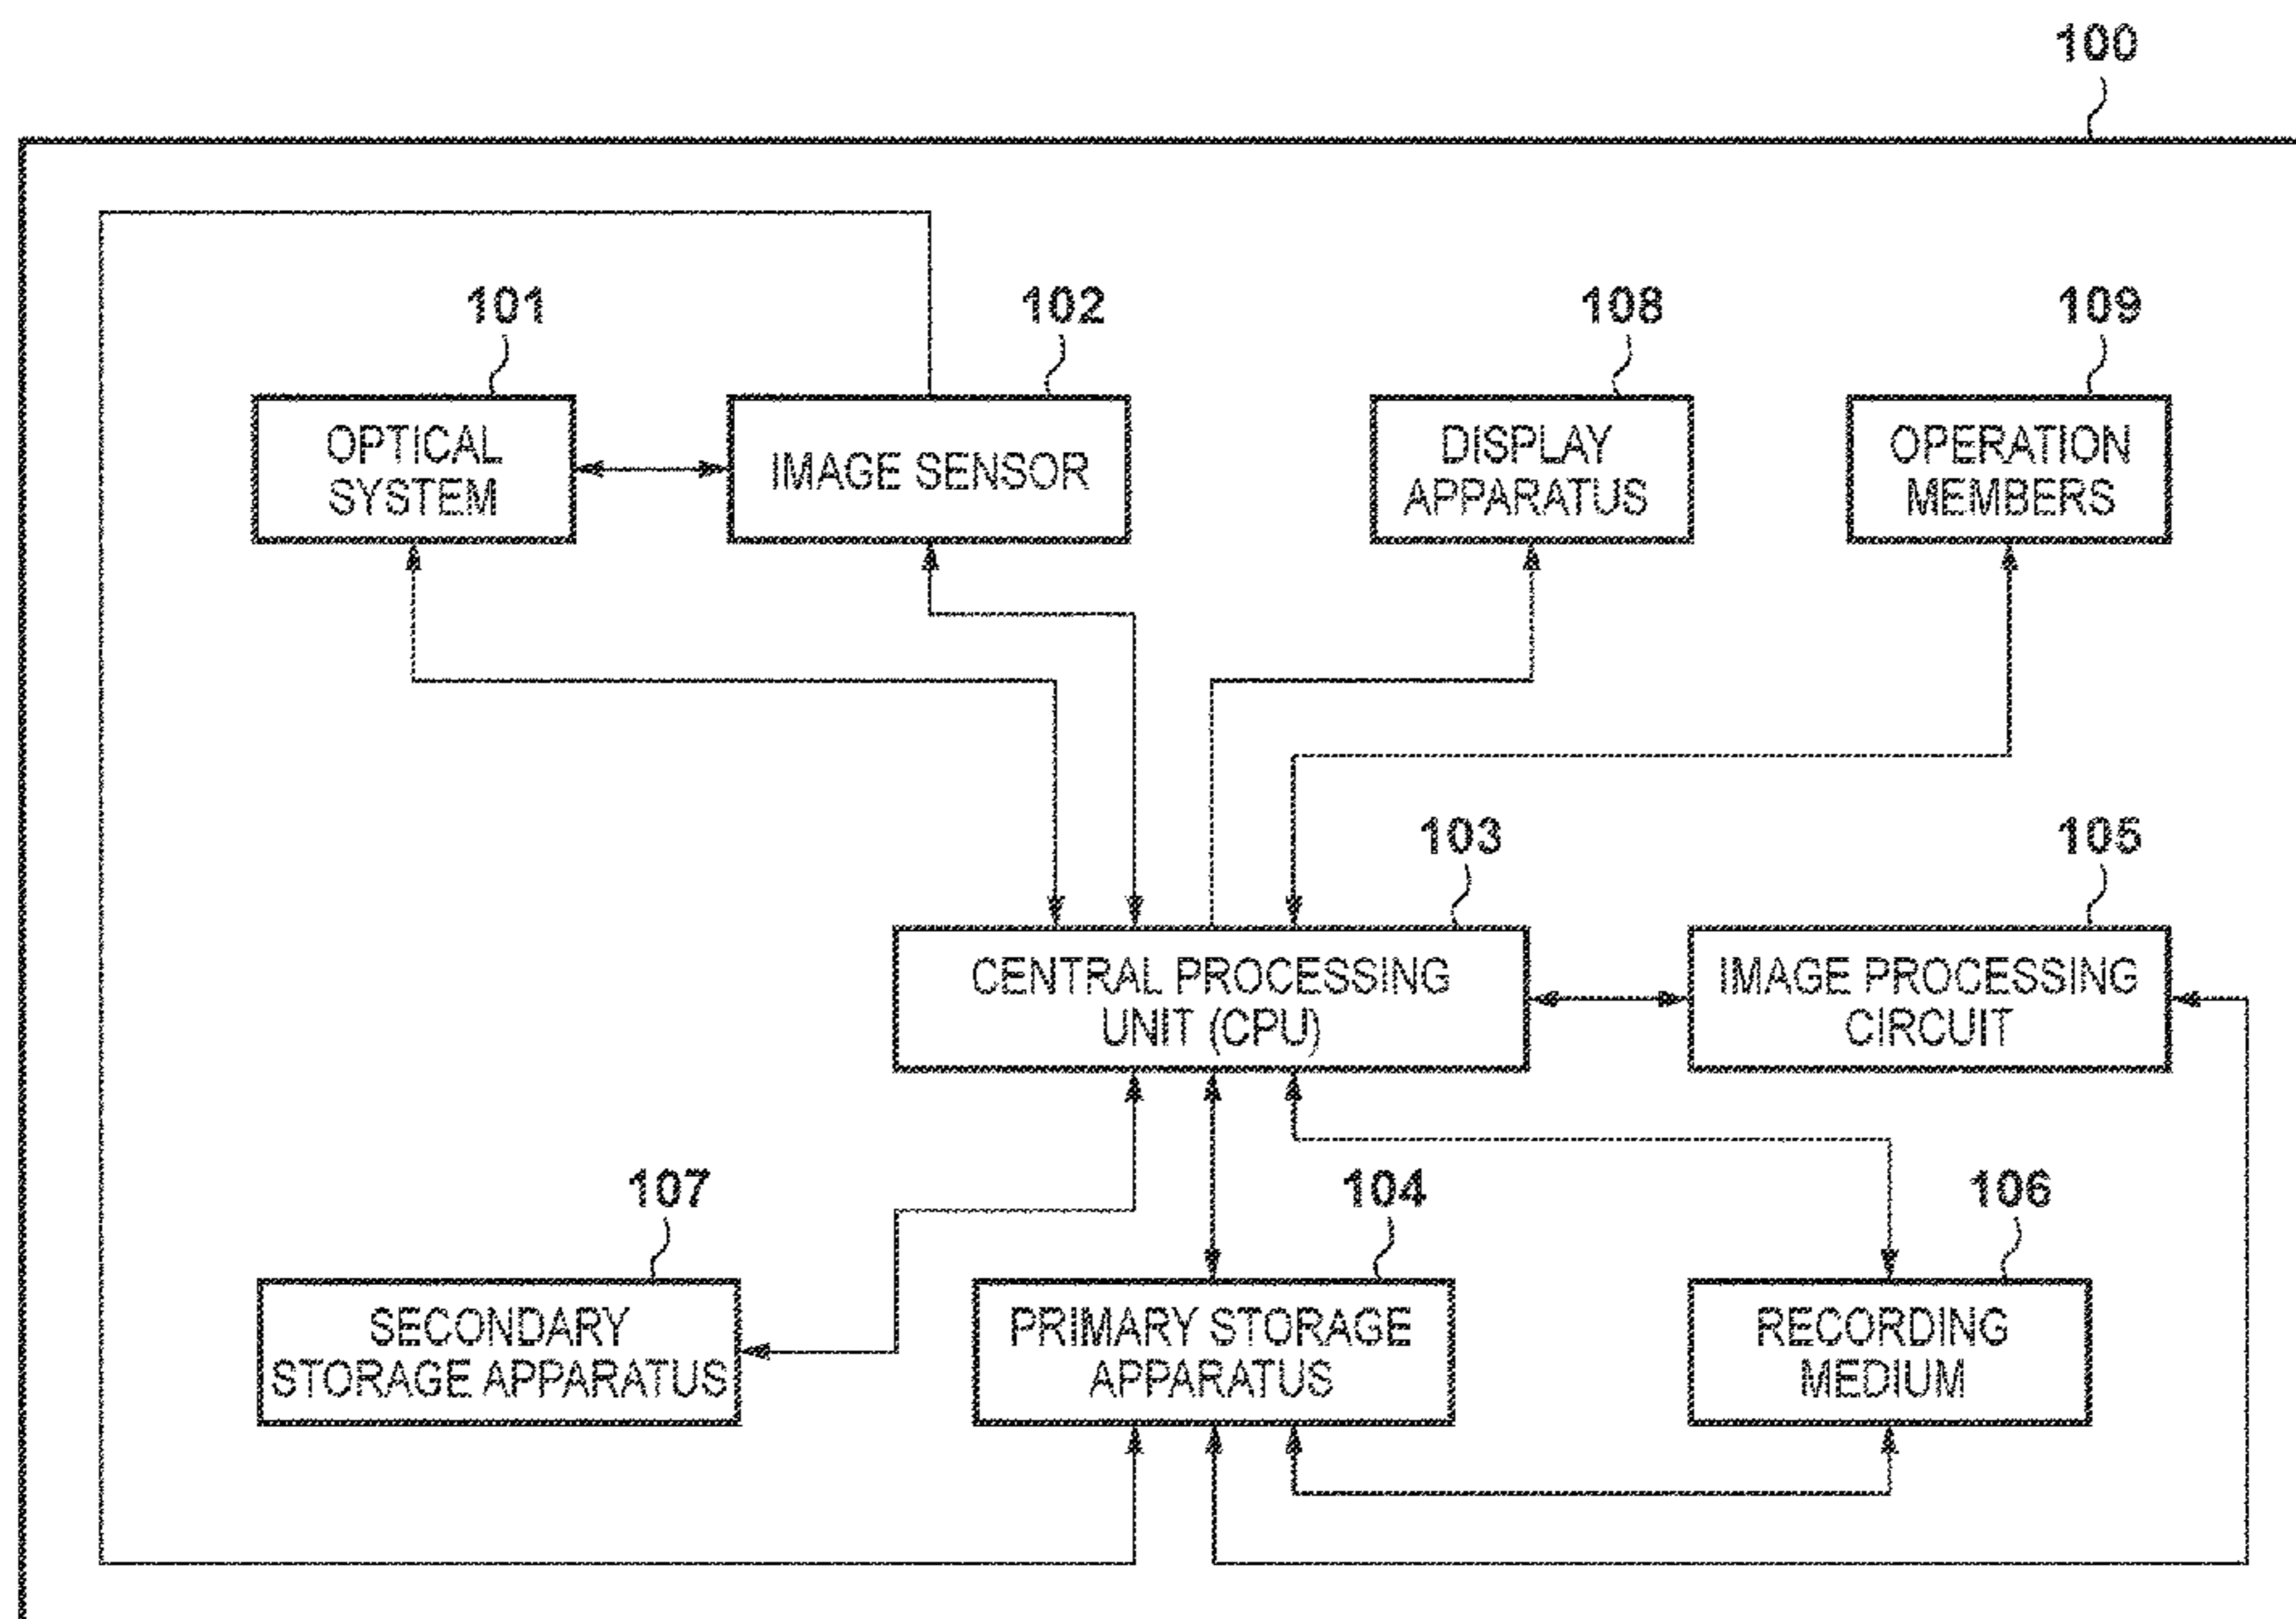 100
101
102
108
109
OPTICAL
SYSTEM
IMAGE SENSOR
DISPLAY
APPARATUS
OPERATION
MEMBERS
103
105
CENTRAL PROCESSING
UNIT (CPU)
IMAGE PROCESSING
CIRCUIT
107
104
106
SECONDARY
STORAGE APPARATUS
PRIMARY STORAGE
APPARATUS
RECORDING
MEDIUM